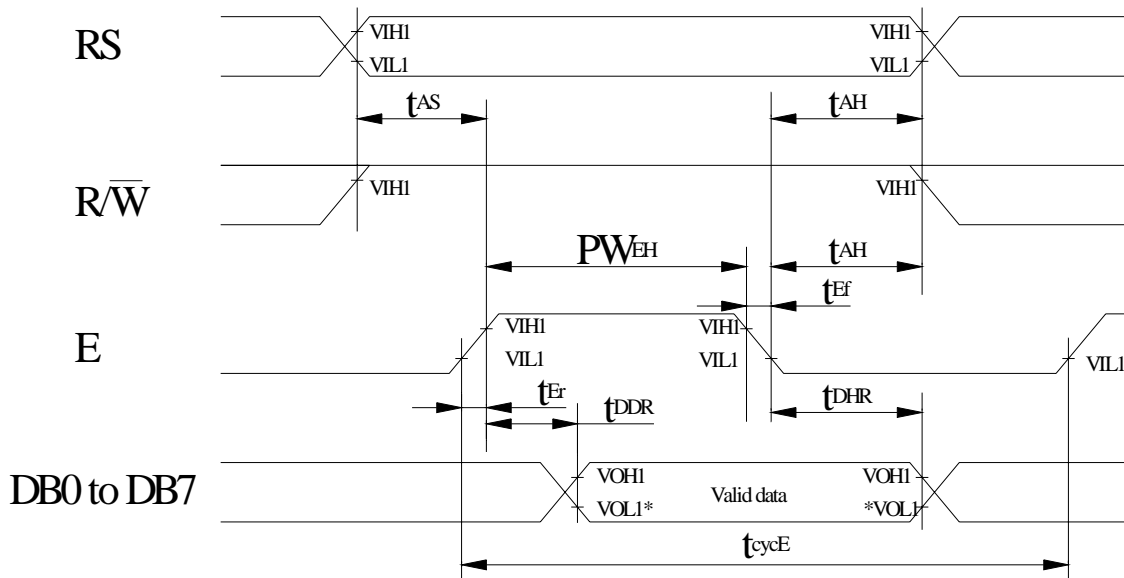 RS
VIH1 VIH1
VIL1 VIL1
tAS tAH
R/W̅
VIH1 VIH1
PWEH tAH
tEf
E
VIH1 VIH1
VIL1 VIL1 VIL1
tEr tDDR tDHR
DB0 to DB7
VOH1 Valid data VOH1
VOL1* *VOL1
tcycE